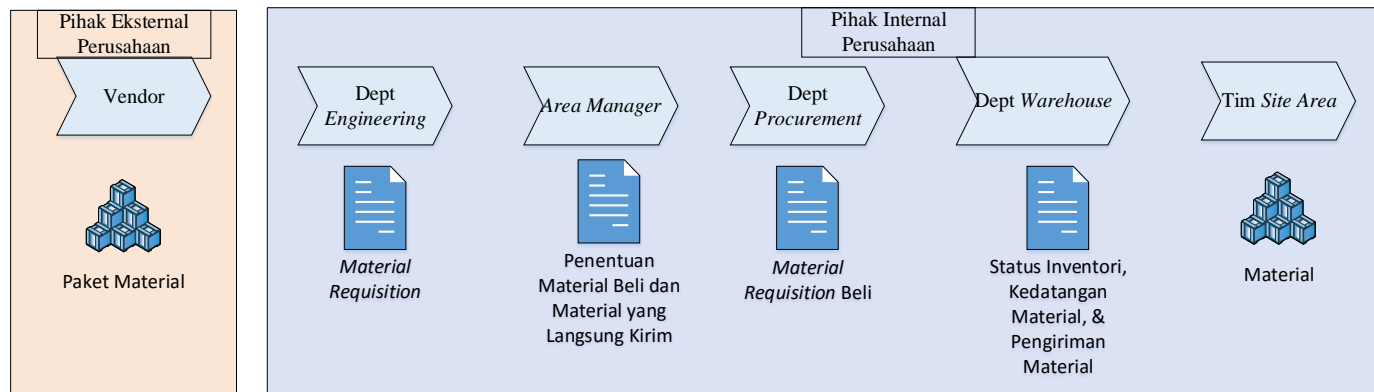 Pihak Eksternal
Perusahaan
Vendor
Paket Material
Pihak Internal
Perusahaan
Dept
Engineering
Material
Requisition
Area Manager
Penentuan
Material Beli dan
Material yang
Langsung Kirim
Dept
Procurement
Material
Requisition Beli
Dept Warehouse
Status Inventori,
Kedatangan
Material, &
Pengiriman
Material
Tim Site Area
Material